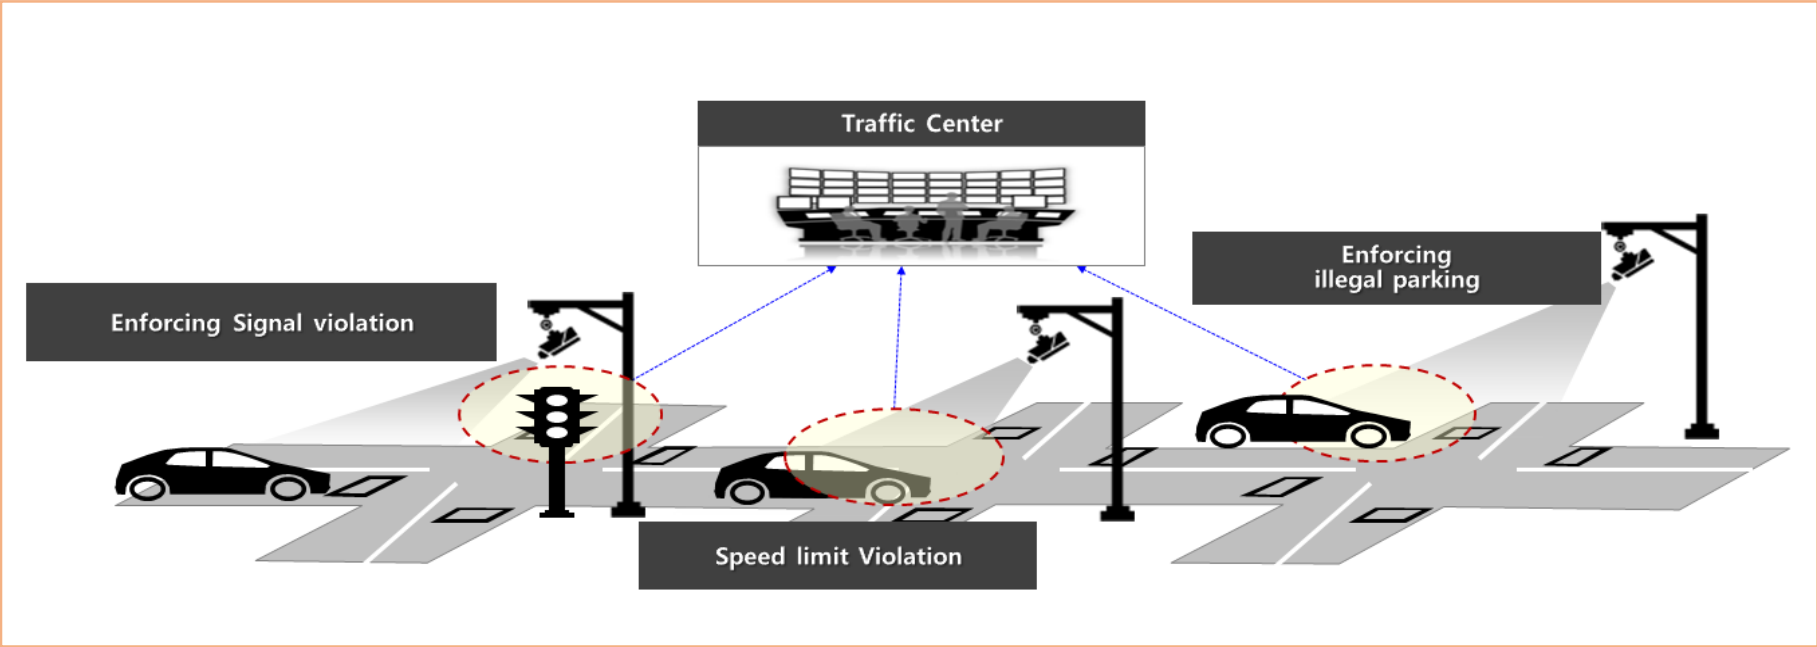 Traffic Center
Enforcing
illegal parking
Enforcing Signal violation
Speed limit Violation